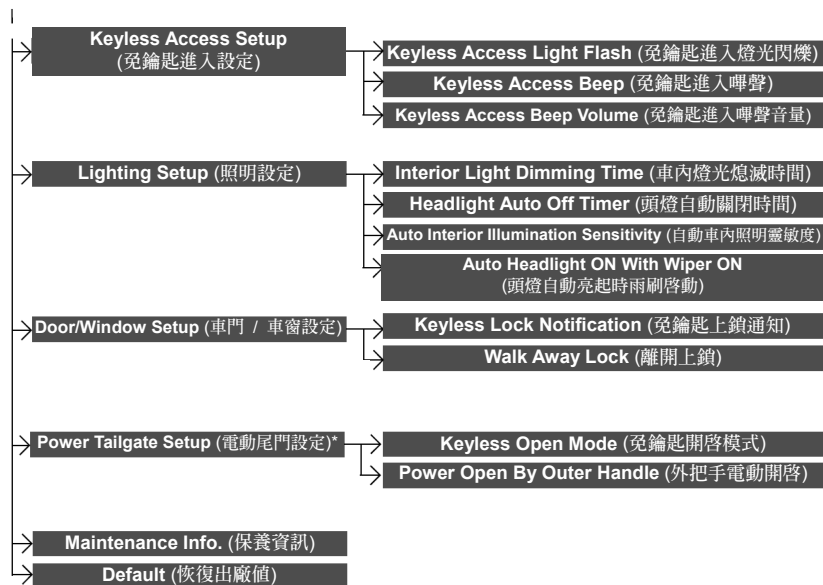 Keyless Access Setup
(免鑰匙進入設定)
Keyless Access Light Flash (免鑰匙進入燈光閃爍)
Keyless Access Beep (免鑰匙進入嗶聲)
Keyless Access Beep Volume (免鑰匙進入嗶聲音量)
Lighting Setup (照明設定)
Interior Light Dimming Time (車內燈光熄滅時間)
Headlight Auto Off Timer (頭燈自動關閉時間)
Auto Interior Illumination Sensitivity (自動車內照明靈敏度)
Auto Headlight ON With Wiper ON
(頭燈自動亮起時雨刷啓動)
Door/Window Setup (車門 / 車窗設定)
Keyless Lock Notification (免鑰匙上鎖通知)
Walk Away Lock (離開上鎖)
Power Tailgate Setup (電動尾門設定)*
Keyless Open Mode (免鑰匙開啓模式)
Power Open By Outer Handle (外把手電動開啓)
Maintenance Info. (保養資訊)
Default (恢復出廠値)